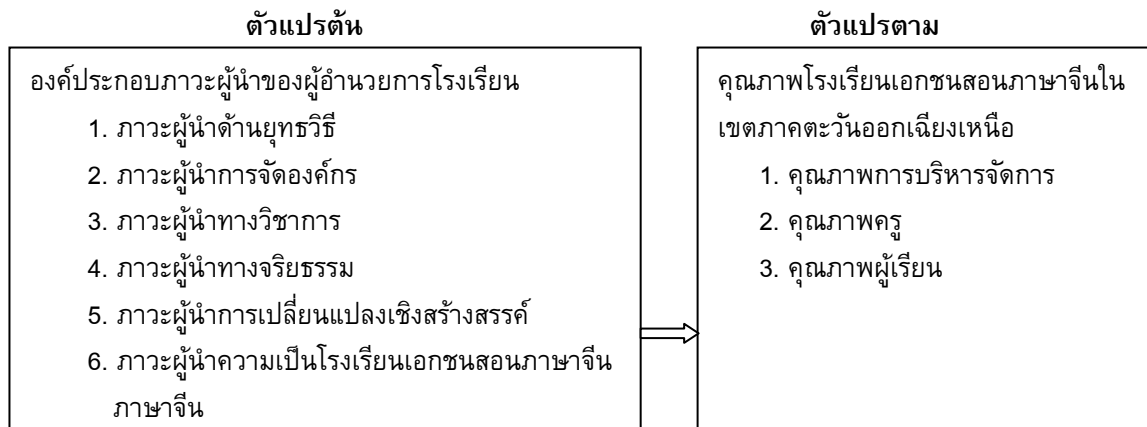 ตัวแปรต้น
องค์ประกอบภาวะผู้นำของผู้อำนวยการโรงเรียน
1. ภาวะผู้นำด้านยุทธวิธี
2. ภาวะผู้นำการจัดองค์กร
3. ภาวะผู้นำทางวิชาการ
4. ภาวะผู้นำทางจริยธรรม
5. ภาวะผู้นำการเปลี่ยนแปลงเชิงสร้างสรรค์
6. ภาวะผู้นำความเป็นโรงเรียนเอกชนสอนภาษาจีน
ภาษาจีน
ตัวแปรตาม
คุณภาพโรงเรียนเอกชนสอนภาษาจีนใน
เขตภาคตะวันออกเฉียงเหนือ
1. คุณภาพการบริหารจัดการ
2. คุณภาพครู
3. คุณภาพผู้เรียน